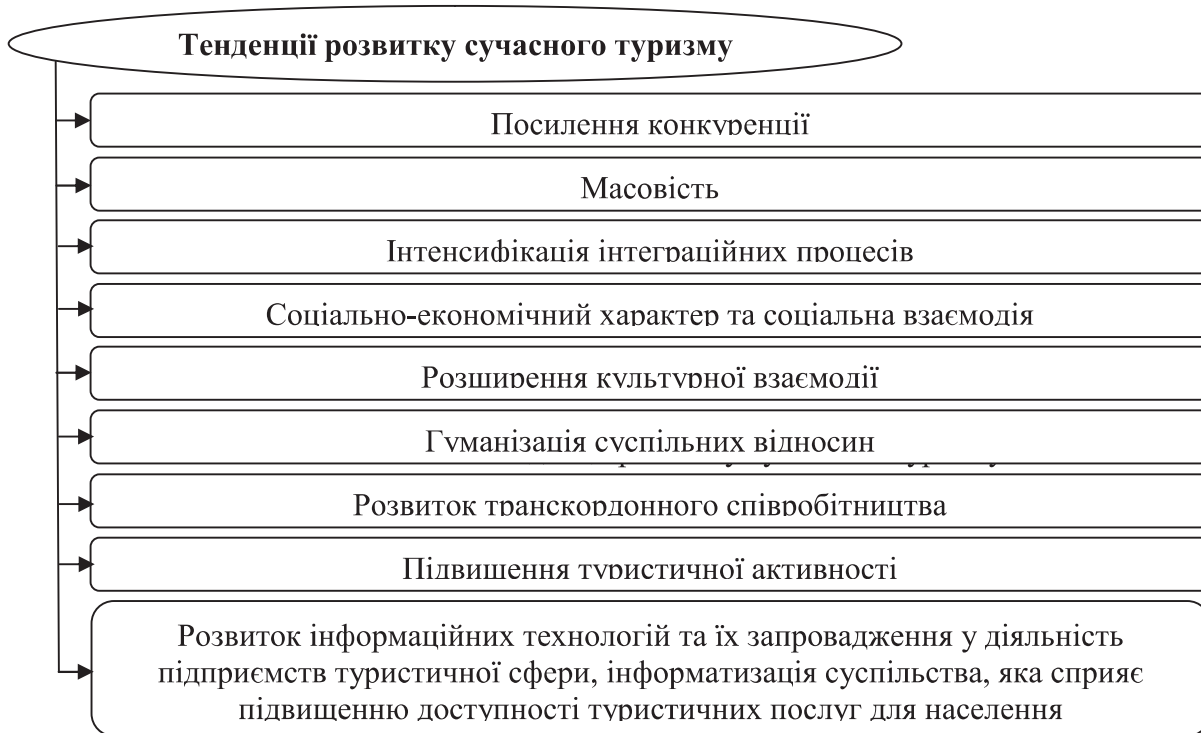 Тенденції розвитку сучасного туризму
Посилення конкуренції
Масовість
Інтенсифікація інтеграційних процесів
Соціально-економічний характер та соціальна взаємодія
Розширення культурної взаємодії
Гуманізація суспільних відносин
Розвиток транскордонного співробітництва
Підвищення туристичної активності
Розвиток інформаційних технологій та їх запровадження у діяльність
підприємств туристичної сфери, інформатизація суспільства, яка сприяє
підвищенню доступності туристичних послуг для населення